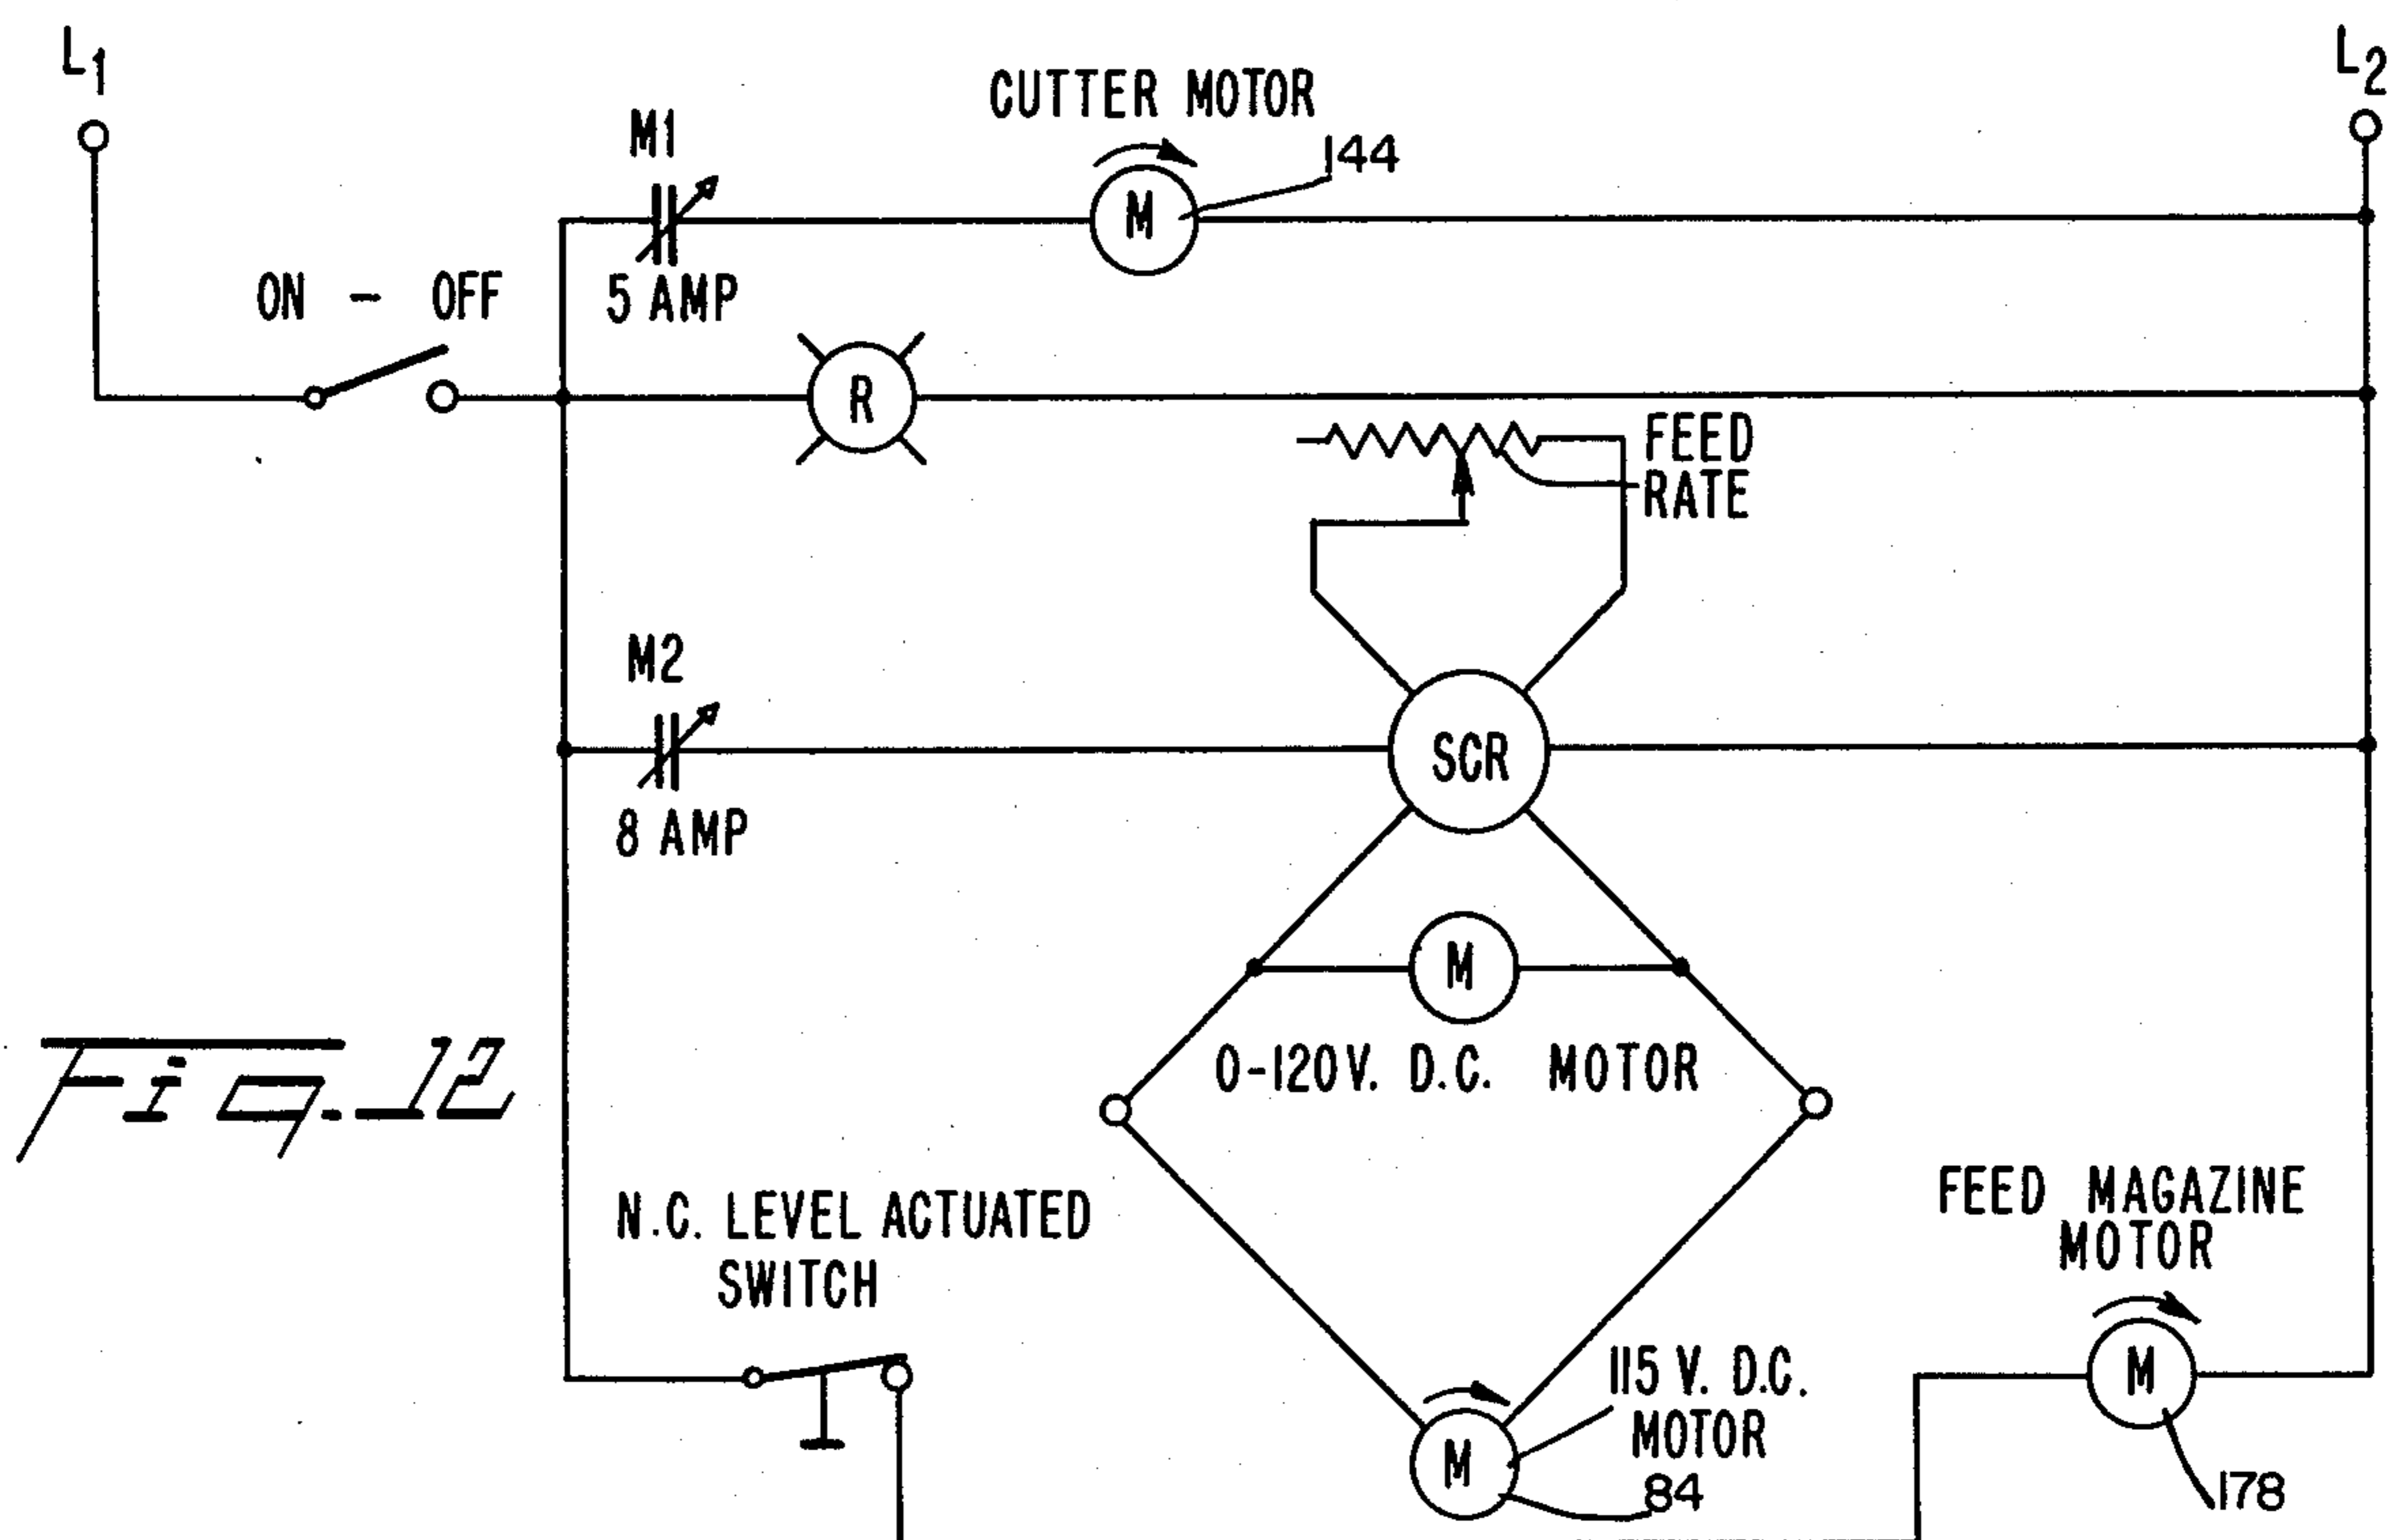 L1
L2
CUTTER MOTOR
M1
144
M
5 AMP
ON - OFF
R
FEED
RATE
M2
SCR
8 AMP
M
0-120V. D.C. MOTOR
Fig. 12
N.C. LEVEL ACTUATED
SWITCH
FEED MAGAZINE
MOTOR
115 V. D.C.
MOTOR
M
M
84
178